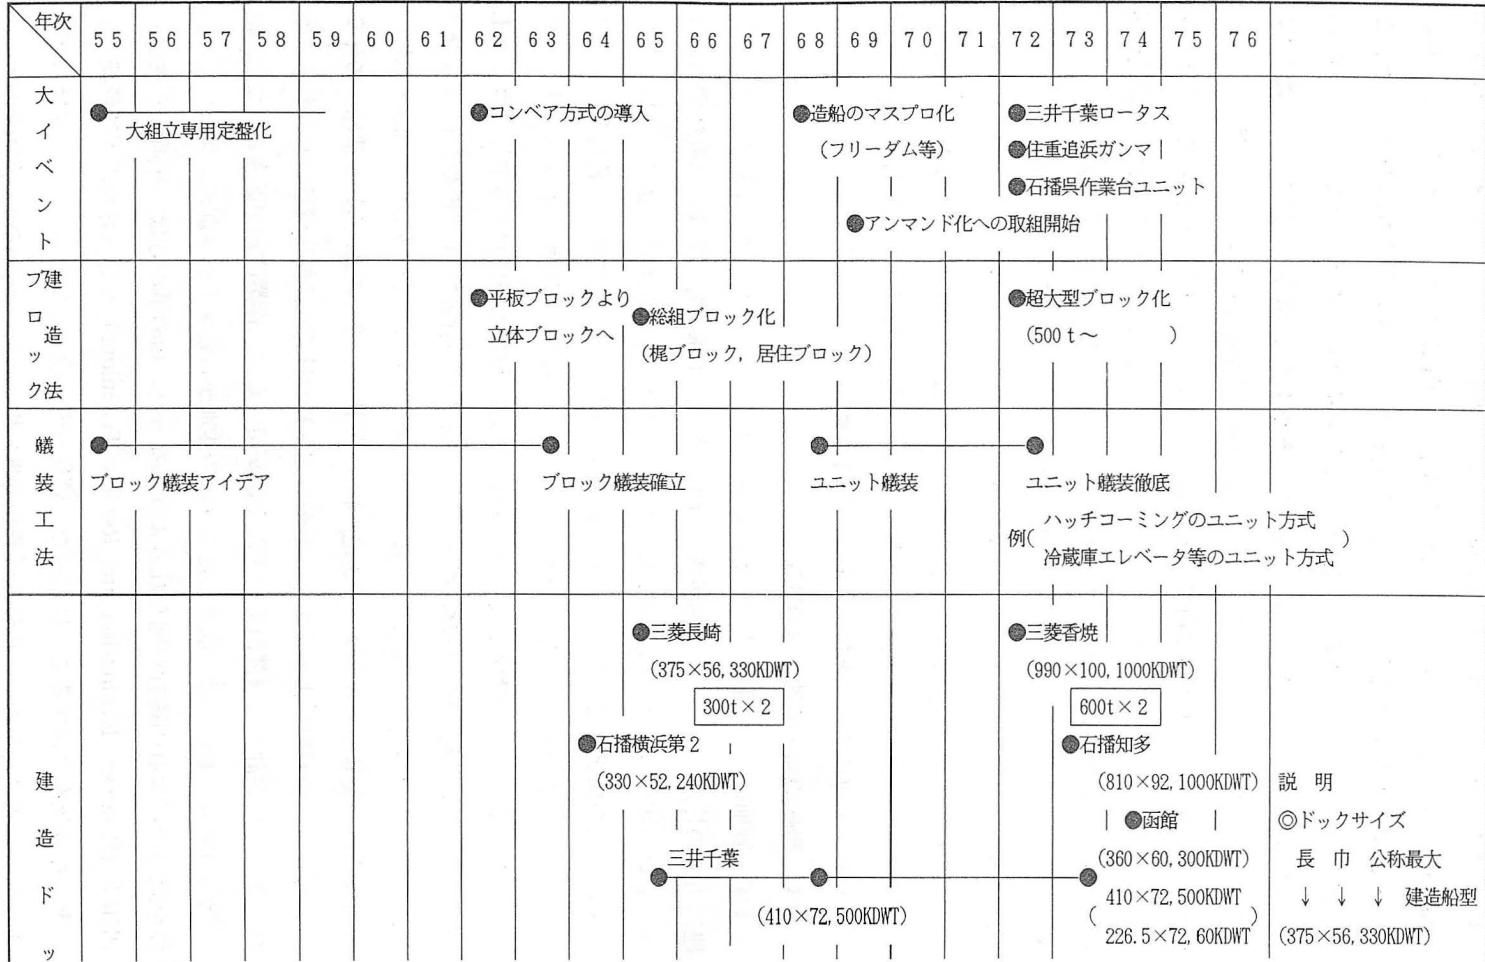 年次 55 56 57 58 59 60 61 62 63 64 65 66 67 68 69 70 71 72 73 74 75 76
大イベント
●大組立専用定盤化
●コンベア方式の導入
●造船のマスプロ化
(フリーダム等)
●三井千葉ロータス
●住重追浜ガンマ
●石播呉作業台ユニット
●アンマンド化への取組開始
ブロック建造法
●平板ブロックより
立体ブロックへ
●総組ブロック化
(梶ブロック, 居住ブロック)
●超大型ブロック化
(500t〜 )
艤装工法
ブロック艤装アイデア
ブロック艤装確立
ユニット艤装
ユニット艤装徹底
例( ハッチコーミングのユニット方式
冷蔵庫エレベータ等のユニット方式 )
建造ドッ
●三菱長崎
(375×56,330KDWT)
300t×2
●三菱香焼
(990×100,1000KDWT)
600t×2
●石播横浜第2
(330×52,240KDWT)
●石播知多
(810×92,1000KDWT)
●函館
(360×60,300KDWT)
三井千葉
(410×72,500KDWT)
( 410×72,500KDWT
226.5×72,60KDWT )
説 明
◎ドックサイズ
長 巾 公称最大
↓ ↓ ↓ 建造船型
(375×56,330KDWT)